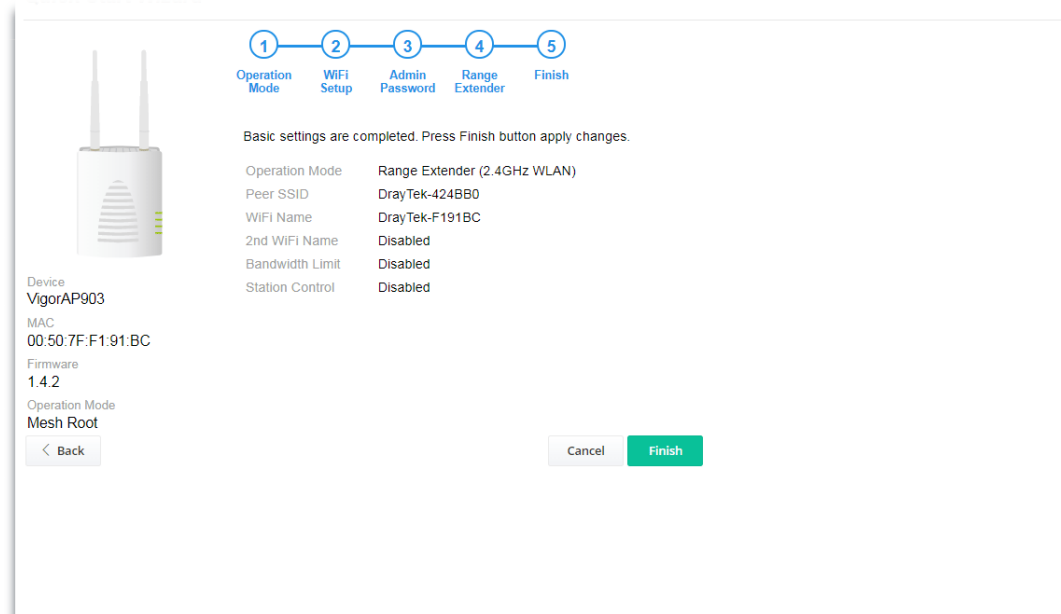 1 2 3 4 5
Operation Mode WiFi Setup Admin Password Range Extender Finish
Basic settings are completed. Press Finish button apply changes.
Operation Mode Range Extender (2.4GHz WLAN)
Peer SSID DrayTek-424BB0
WiFi Name DrayTek-F191BC
2nd WiFi Name Disabled
Bandwidth Limit Disabled
Station Control Disabled
Device
VigorAP903
MAC
00:50:7F:F1:91:BC
Firmware
1.4.2
Operation Mode
Mesh Root
< Back Cancel Finish